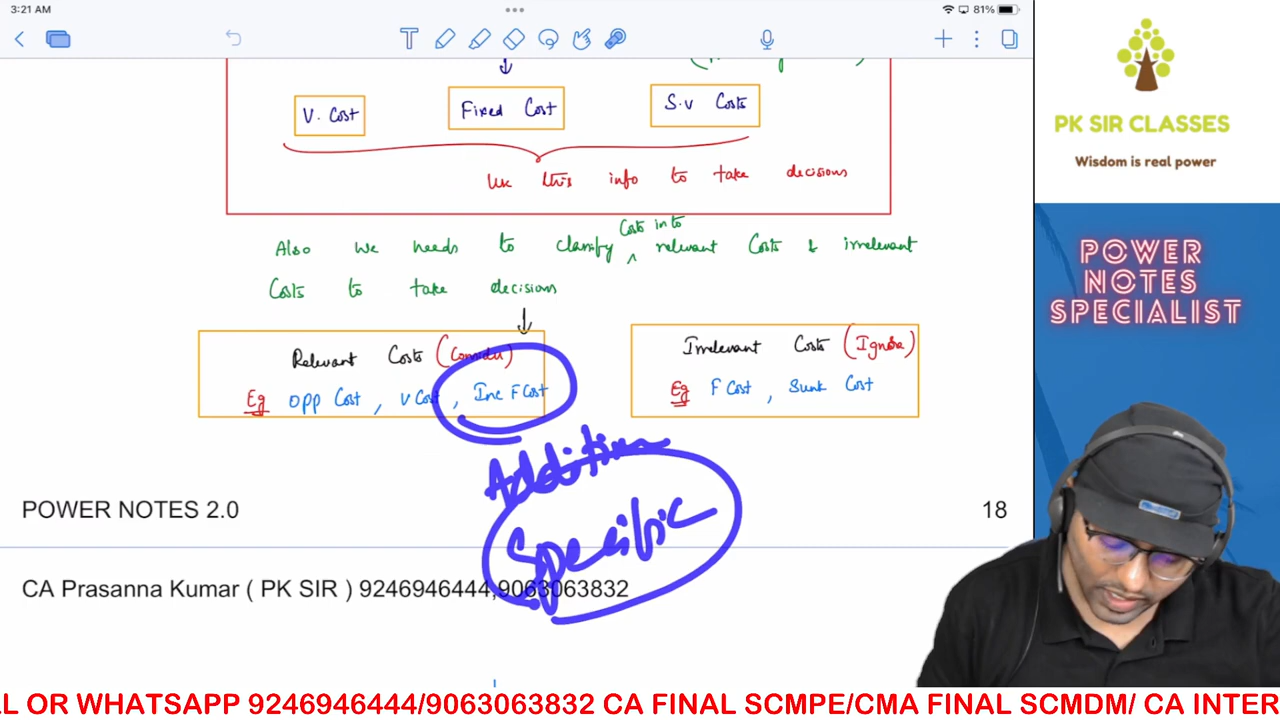 3:21 AM
81%
V. Cost
Fixed Cost
S.V Costs
Use this info to take decisions
Costs into
Also we needs to classify ^ relevant Costs & irrelevant
Costs to take decisions
Relevant Costs (Consider)
Eg Opp Cost, V Cost, Inc F Cost
Irrelevant Costs (Ignore)
Eg F Cost, Sunk Cost
Addition
Specific
POWER NOTES 2.0
18
CA Prasanna Kumar ( PK SIR ) 9246946444,9063063832
PK SIR CLASSES
Wisdom is real power
POWER
NOTES
SPECIALIST
LL OR WHATSAPP 9246946444/9063063832 CA FINAL SCMPE/CMA FINAL SCMDM/ CA INTER